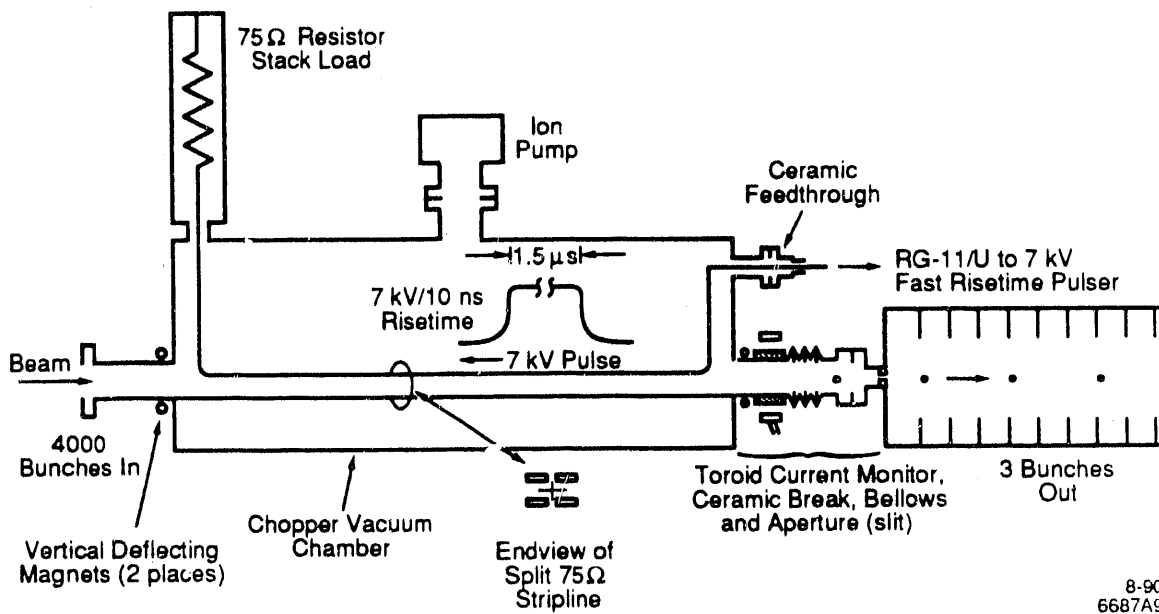 75Ω Resistor
Stack Load
Ion
Pump
Ceramic
Feedthrough
1.5 μs
7 kV/10 ns
Risetime
RG-11/U to 7 kV
Fast Risetime Pulser
7 kV Pulse
Beam
4000
Bunches In
Toroid Current Monitor,
Ceramic Break, Bellows
and Aperture (slit)
3 Bunches
Out
Chopper Vacuum
Chamber
Vertical Deflecting
Magnets (2 places)
Endview of
Split 75Ω
Stripline
8-90
6687A9